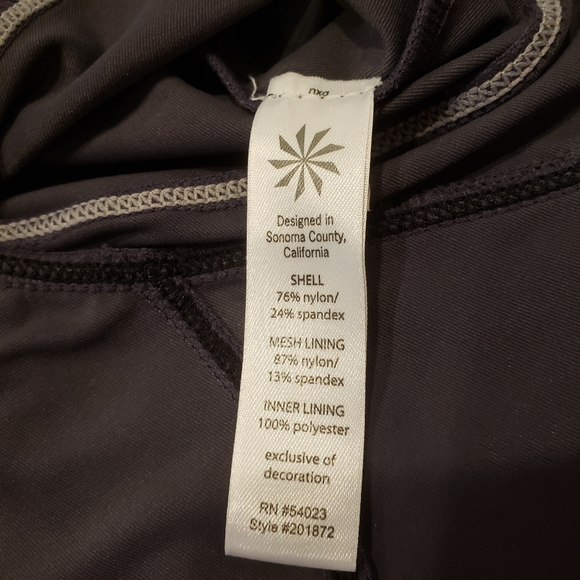 Designed in
Sonoma County,
California
SHELL
76% nylon/
24% spandex
MESH LINING
87% nylon/
13% spandex
INNER LINING
100% polyester
exclusive of
decoration
RN #54023
Style #201872